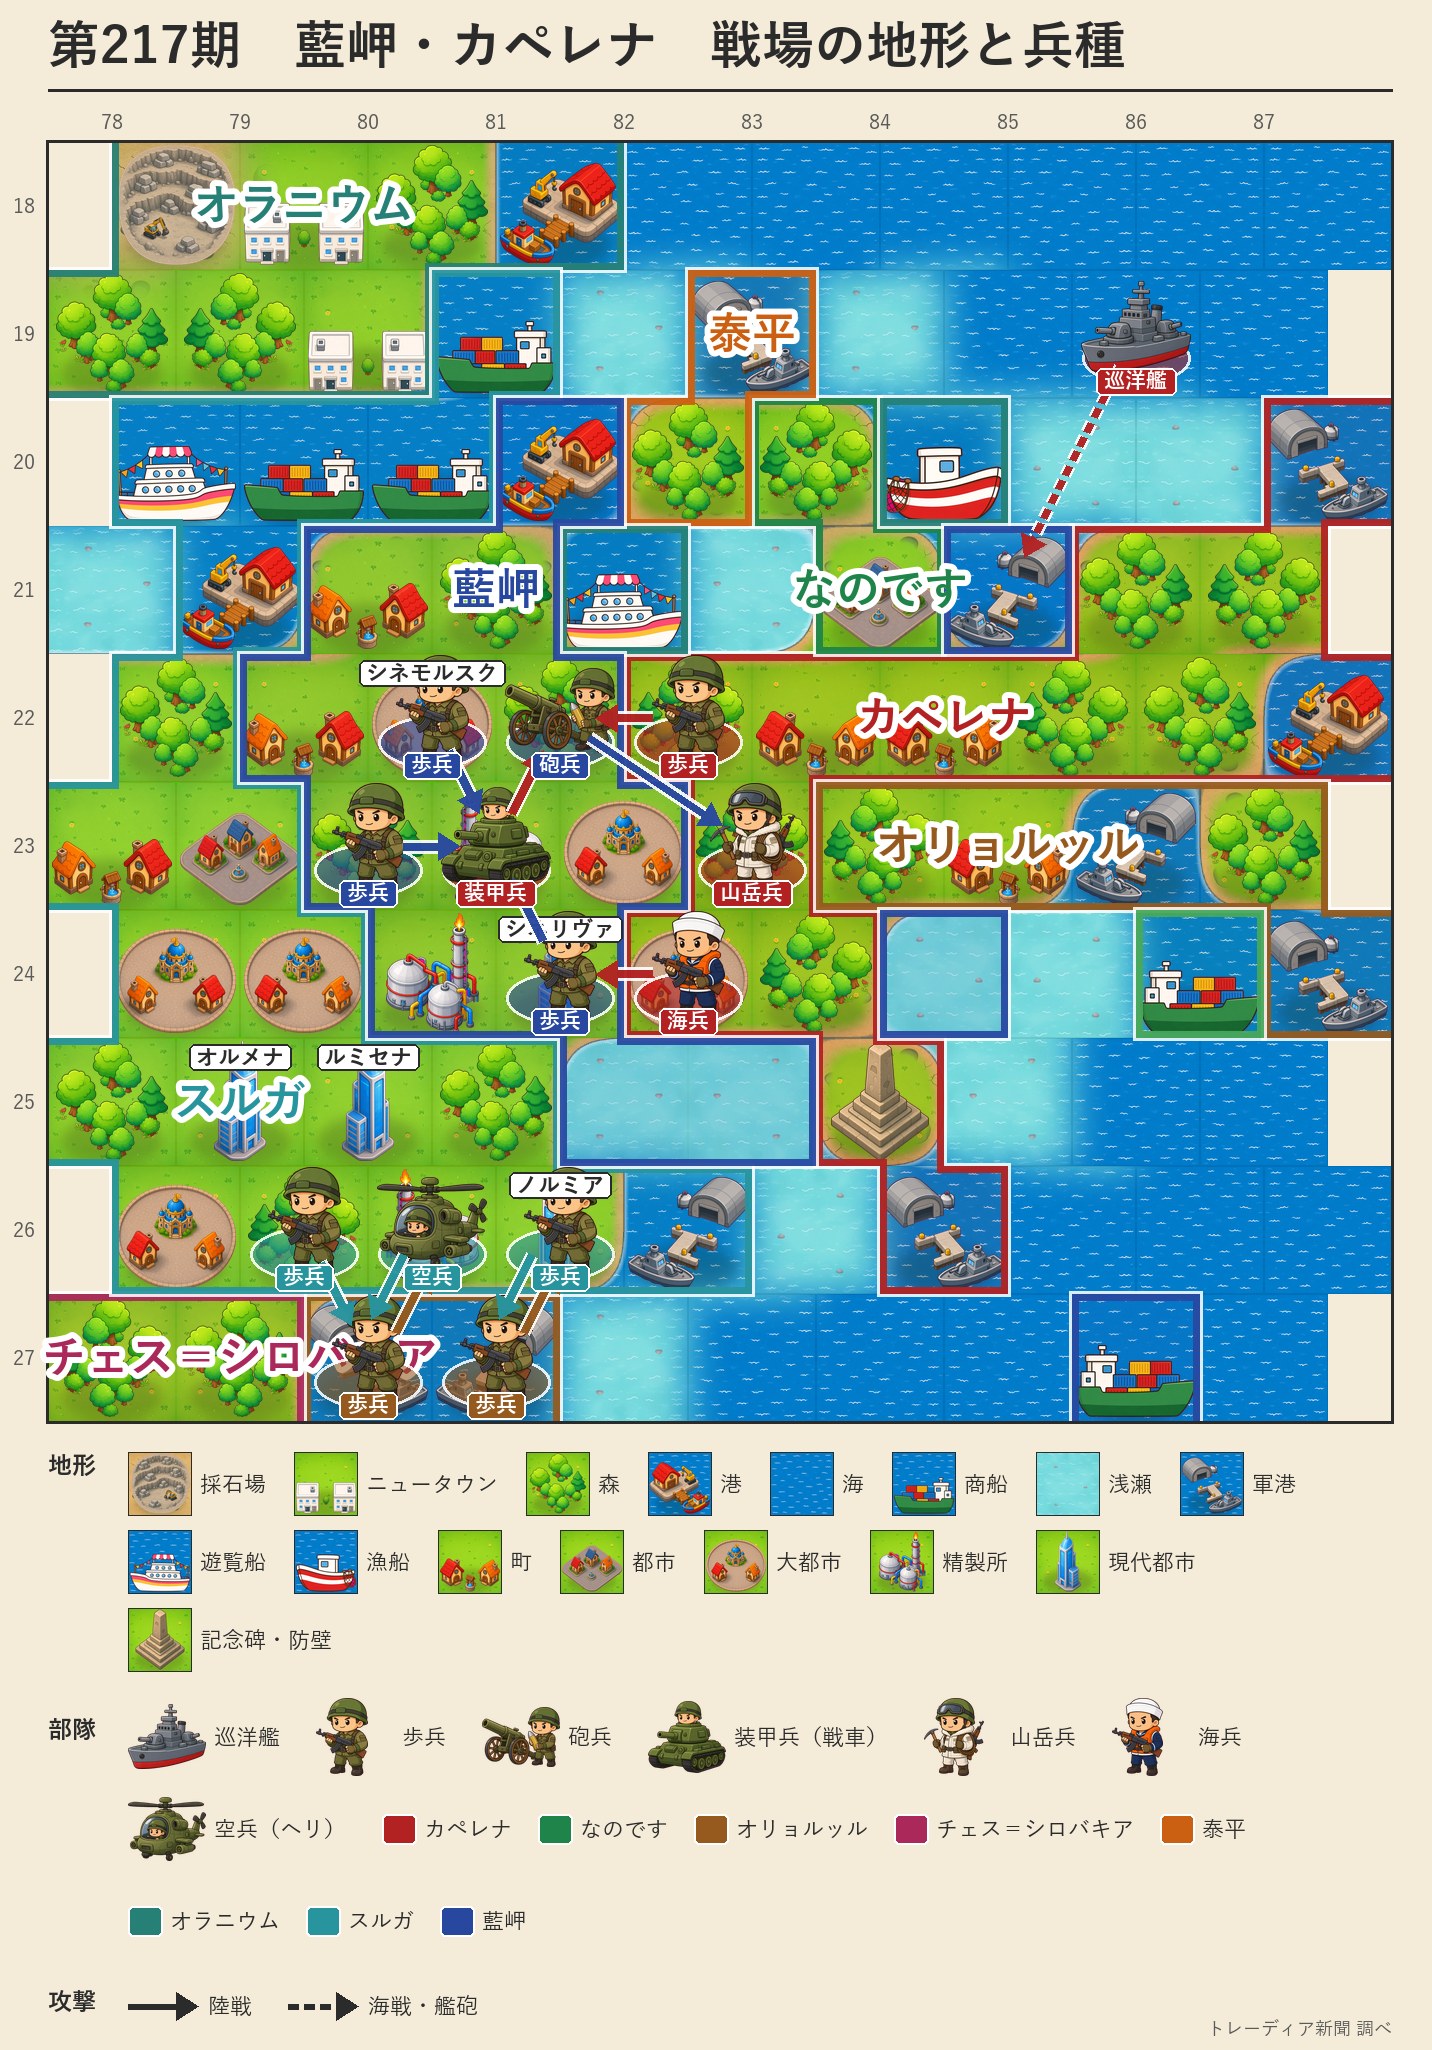 第217期　藍岬・カペレナ　戦場の地形と兵種
78 79 80 81 82 83 84 85 86 87
18
オラニウム
19
泰平
巡洋艦
20
21
藍岬
なのです
シネモルスク
22
カペレナ
歩兵 砲兵 歩兵
23
オリョルッル
歩兵 装甲兵 山岳兵
24
歩兵 海兵
オルメナ ルミセナ
25
スルガ
ノルミア
26
歩兵 空兵 歩兵
27
歩兵 歩兵
地形 採石場 ニュータウン 森 港 海 商船 浅瀬 軍港
遊覧船 漁船 町 都市 大都市 精製所 現代都市
記念碑・防壁
部隊 巡洋艦 歩兵 砲兵 装甲兵（戦車） 山岳兵 海兵
空兵（ヘリ） カペレナ なのです オリョルッル チェス＝シロバキア 泰平
オラニウム スルガ 藍岬
攻撃 陸戦 海戦・艦砲
トレーディア新聞 調べ